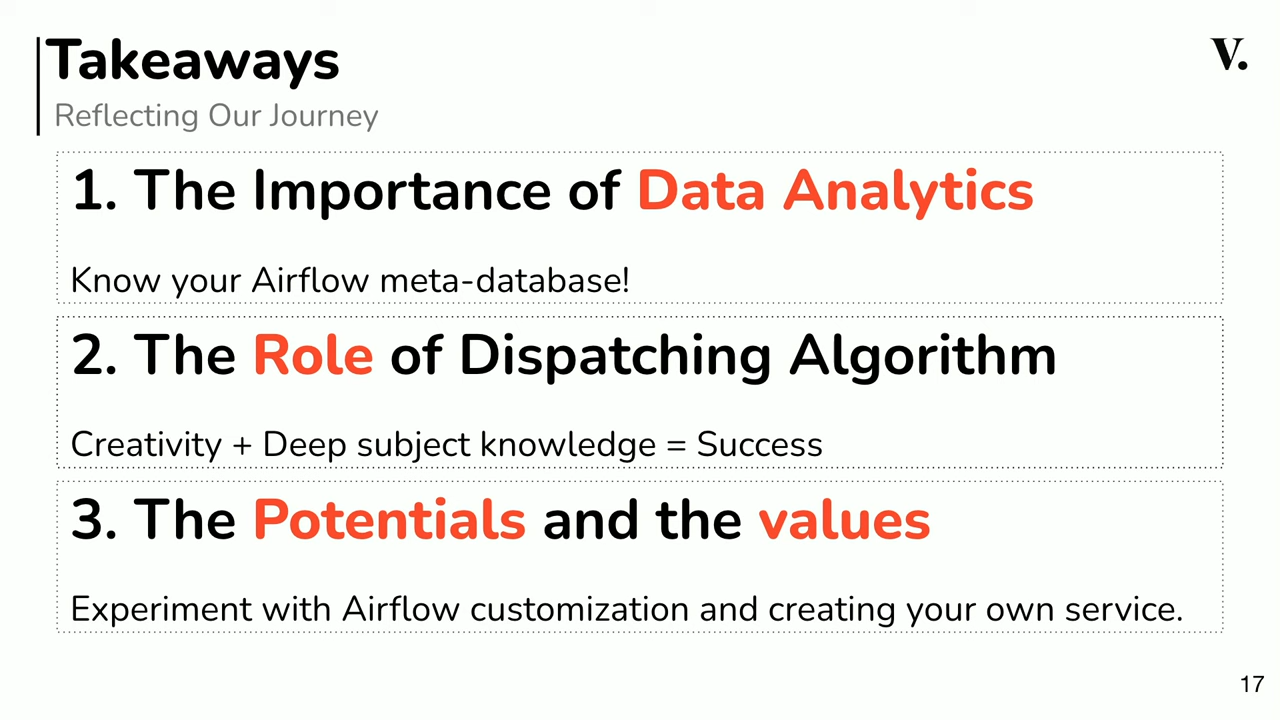 Takeaways
V.
Reflecting Our Journey
1. The Importance of Data Analytics
Know your Airflow meta-database!
2. The Role of Dispatching Algorithm
Creativity + Deep subject knowledge = Success
3. The Potentials and the values
Experiment with Airflow customization and creating your own service.
17